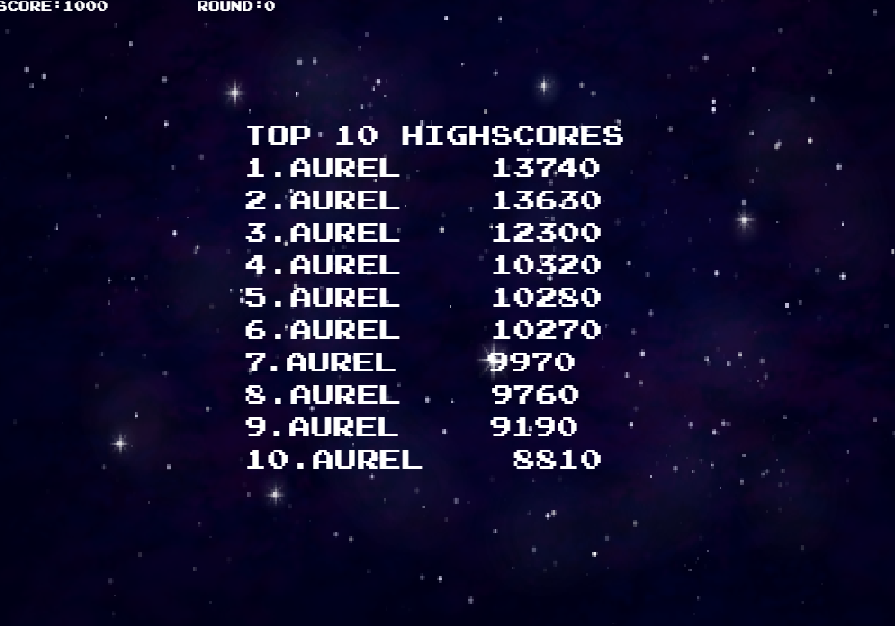 SCORE:1000 ROUND:0
TOP 10 HIGHSCORES
1.AUREL 13740
2.AUREL 13630
3.AUREL 12300
4.AUREL 10320
5.AUREL 10280
6.AUREL 10270
7.AUREL 9970
8.AUREL 9760
9.AUREL 9190
10.AUREL 8810